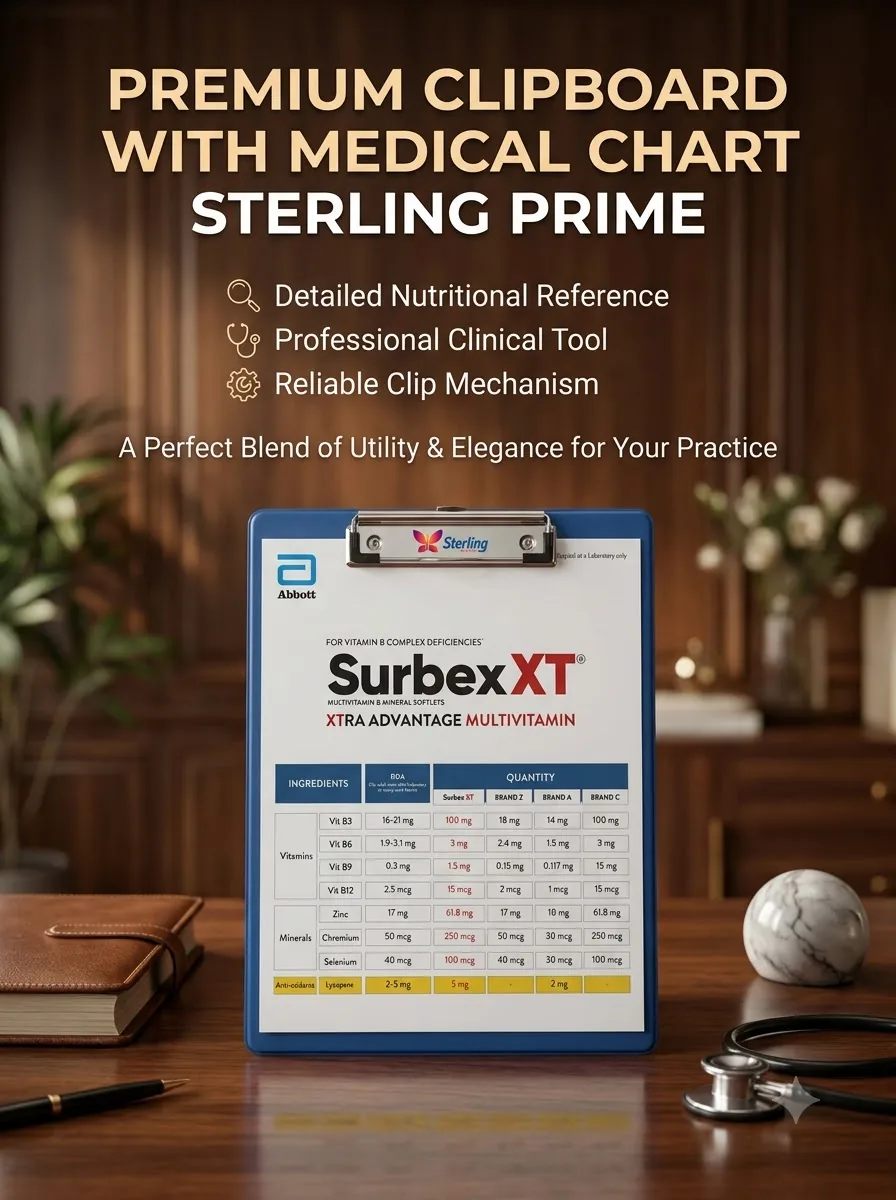 PREMIUM CLIPBOARD
WITH MEDICAL CHART
STERLING PRIME
Detailed Nutritional Reference
Professional Clinical Tool
Reliable Clip Mechanism
A Perfect Blend of Utility & Elegance for Your Practice
Sterling
at a Laboratory only
Abbott
FOR VITAMIN B COMPLEX DEFICIENCIES
SurbexXT®
MULTIVITAMIN B MINERAL SOFTLETS
XTRA ADVANTAGE MULTIVITAMIN
INGREDIENTS BDA QUANTITY
Surbex XT BRAND Z BRAND A BRAND C
Vitamins
Vit B3 16-21 mg 100 mg 18 mg 14 mg 100 mg
Vit B6 1.9-3.1 mg 3 mg 2.4 mg 1.5 mg 3 mg
Vit B9 0.3 mg 1.5 mg 0.15 mg 0.117 mg 15 mg
Vit B12 2.5 mcg 15 mcg 2 mcg 1 mcg 15 mcg
Minerals
Zinc 17 mg 61.8 mg 17 mg 10 mg 61.8 mg
Chremium 50 mcg 250 mcg 50 mcg 30 mcg 250 mcg
Selenium 40 mcg 100 mcg 40 mcg 30 mcg 100 mcg
Lysopene 2-5 mg 5 mg - 2 mg -